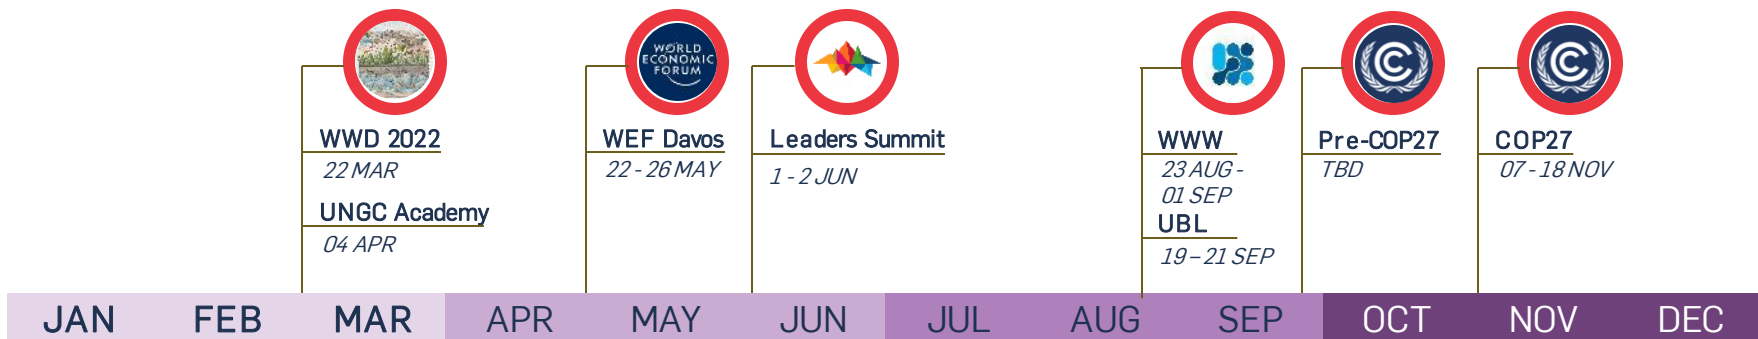 WORLD
ECONOMIC
FORUM
WWD 2022
22 MAR
UNGC Academy
04 APR
WEF Davos
22 - 26 MAY
Leaders Summit
1 - 2 JUN
WWW
23 AUG -
01 SEP
UBL
19 – 21 SEP
Pre-COP27
TBD
COP27
07 - 18 NOV
JAN FEB MAR APR MAY JUN JUL AUG SEP OCT NOV DEC